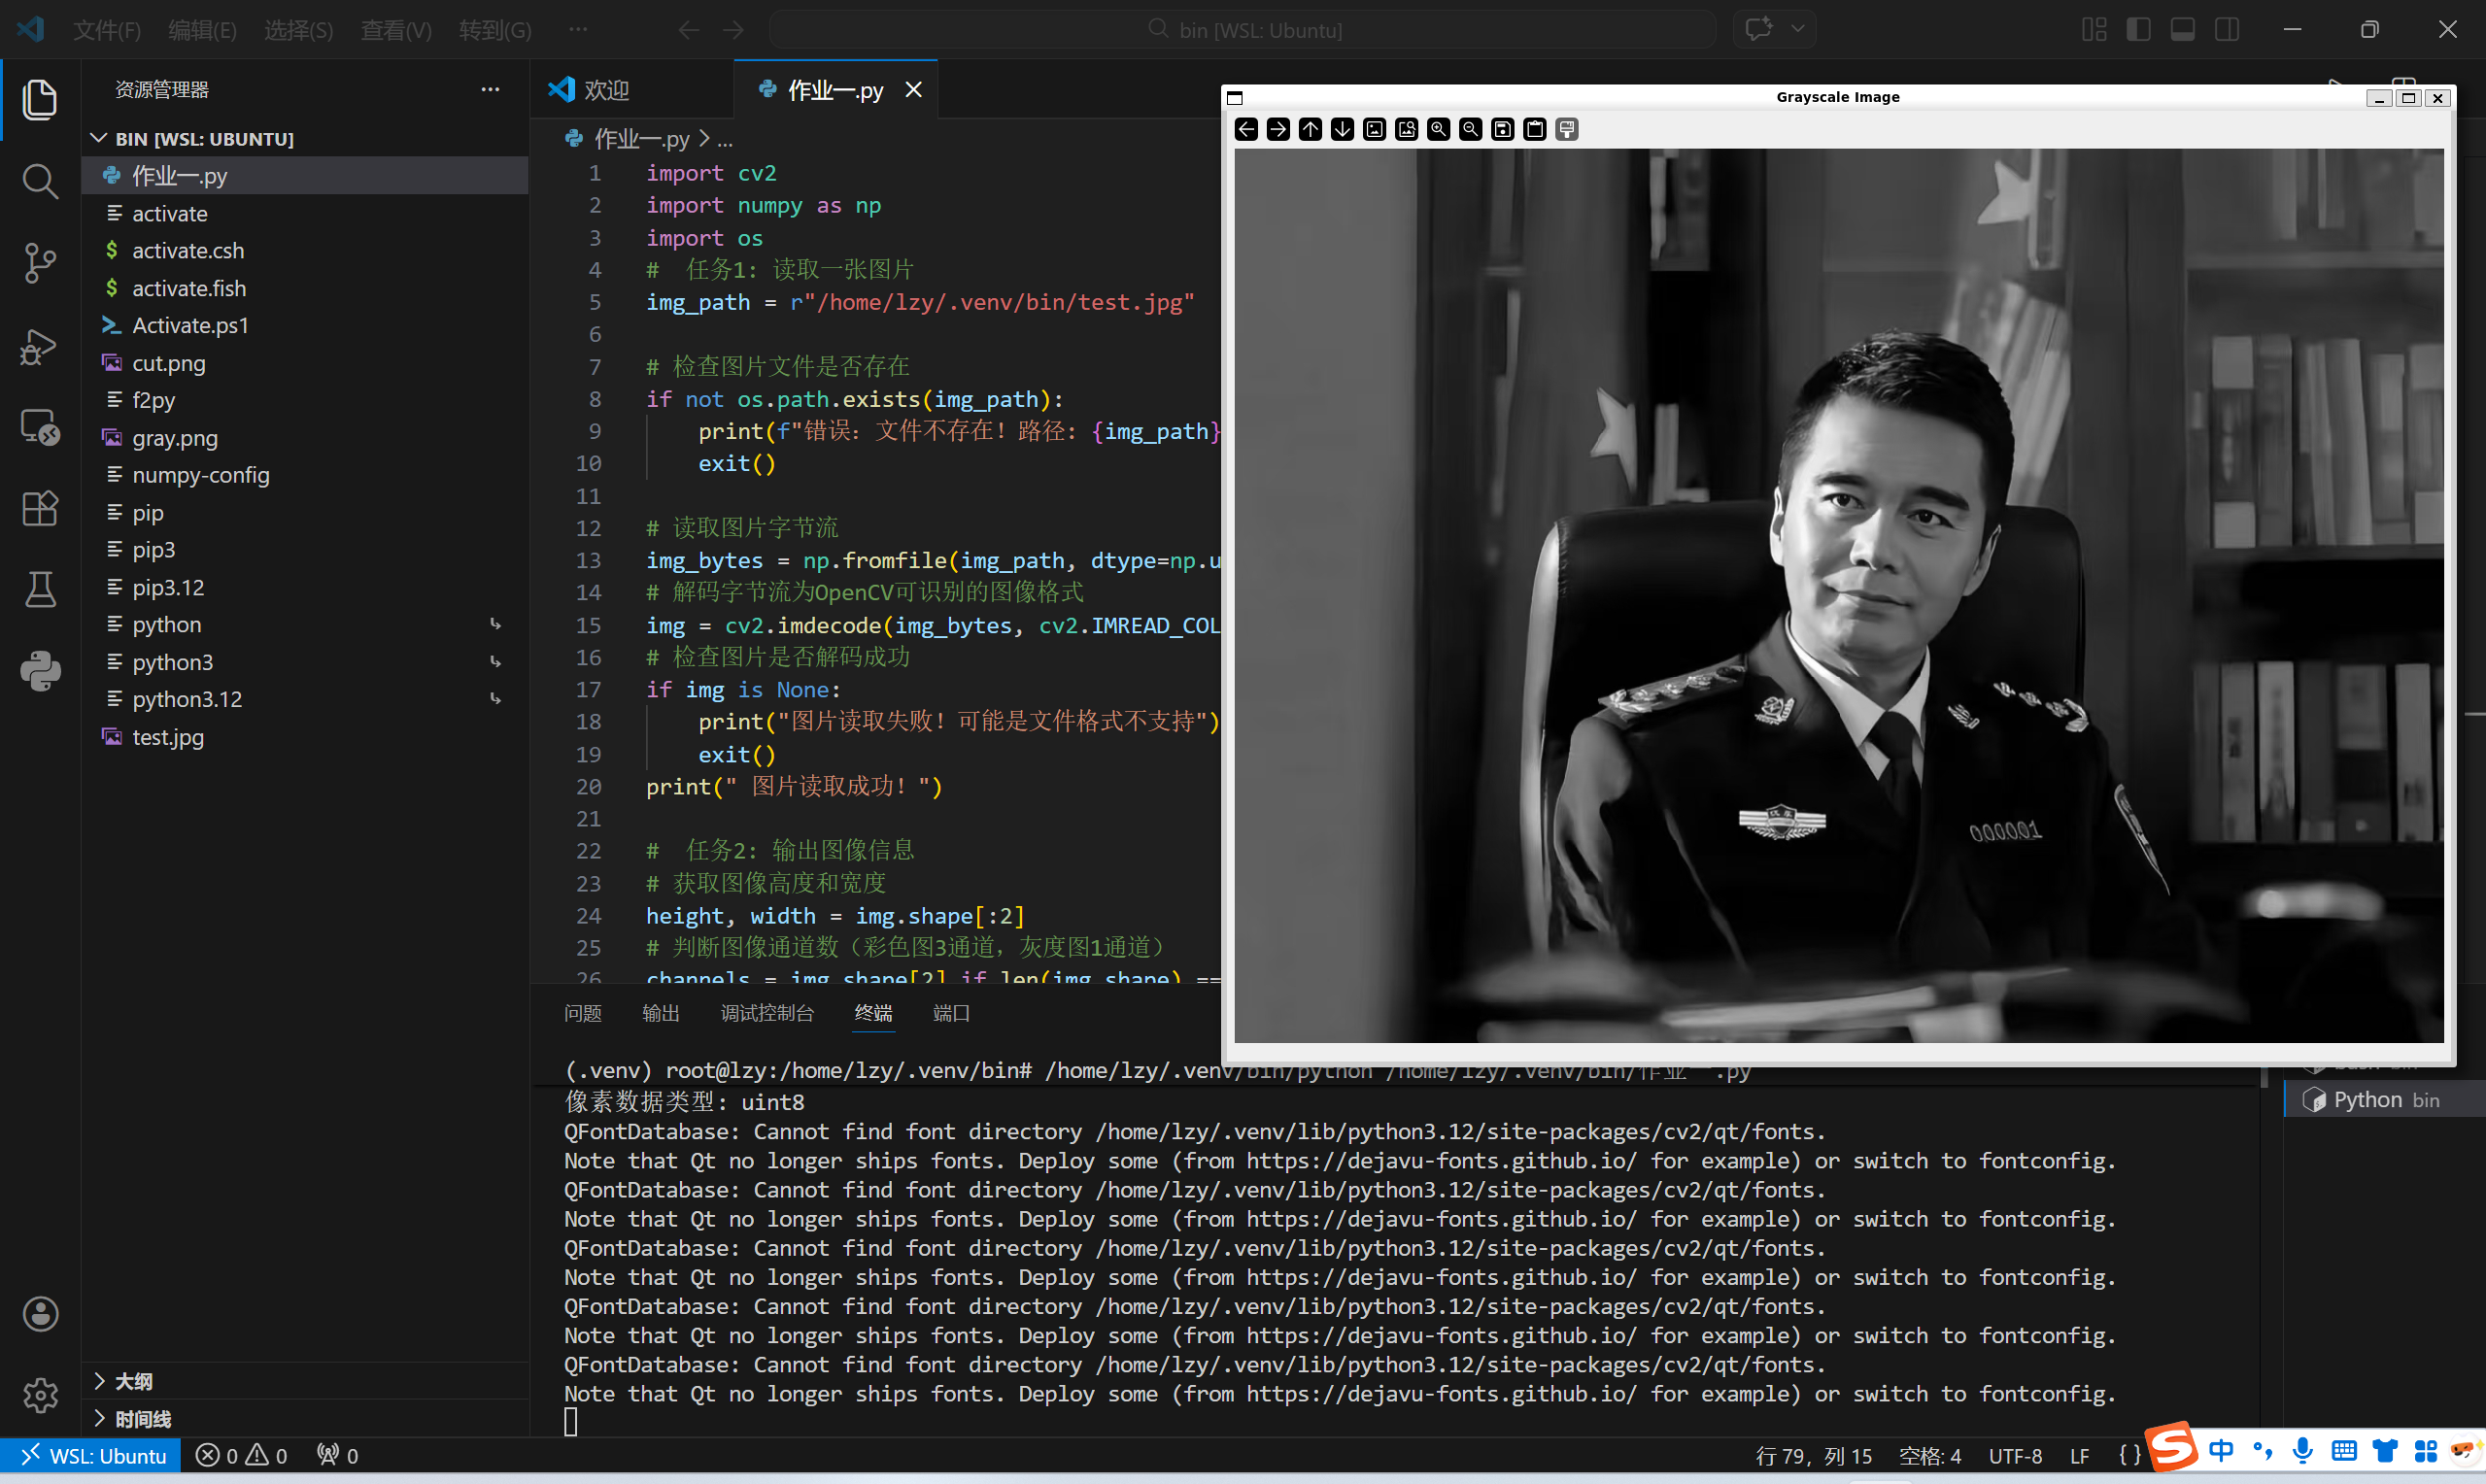 文件(F) 编辑(E) 选择(S) 查看(V) 转到(G) ··· bin [WSL: Ubuntu]
资源管理器 ···
BIN [WSL: UBUNTU]
作业一.py
activate
activate.csh
activate.fish
Activate.ps1
cut.png
f2py
gray.png
numpy-config
pip
pip3
pip3.12
python
python3
python3.12
test.jpg
大纲
时间线
欢迎 作业一.py
作业一.py > ...
1 import cv2
2 import numpy as np
3 import os
4 #  任务1: 读取一张图片
5 img_path = r"/home/lzy/.venv/bin/test.jpg"
6
7 # 检查图片文件是否存在
8 if not os.path.exists(img_path):
9 print(f"错误: 文件不存在! 路径: {img_path}
10 exit()
11
12 # 读取图片字节流
13 img_bytes = np.fromfile(img_path, dtype=np.u
14 # 解码字节流为OpenCV可识别的图像格式
15 img = cv2.imdecode(img_bytes, cv2.IMREAD_COL
16 # 检查图片是否解码成功
17 if img is None:
18 print("图片读取失败! 可能是文件格式不支持")
19 exit()
20 print(" 图片读取成功! ")
21
22 #  任务2: 输出图像信息
23 # 获取图像高度和宽度
24 height, width = img.shape[:2]
25 # 判断图像通道数（彩色图3通道，灰度图1通道）
26 channels = img.shape[2] if len(img.shape) ==
Grayscale Image
000001
问题 输出 调试控制台 终端 端口
(.venv) root@lzy:/home/lzy/.venv/bin# /home/lzy/.venv/bin/python /home/lzy/.venv/bin/作业一.py
像素数据类型: uint8
QFontDatabase: Cannot find font directory /home/lzy/.venv/lib/python3.12/site-packages/cv2/qt/fonts.
Note that Qt no longer ships fonts. Deploy some (from https://dejavu-fonts.github.io/ for example) or switch to fontconfig.
QFontDatabase: Cannot find font directory /home/lzy/.venv/lib/python3.12/site-packages/cv2/qt/fonts.
Note that Qt no longer ships fonts. Deploy some (from https://dejavu-fonts.github.io/ for example) or switch to fontconfig.
QFontDatabase: Cannot find font directory /home/lzy/.venv/lib/python3.12/site-packages/cv2/qt/fonts.
Note that Qt no longer ships fonts. Deploy some (from https://dejavu-fonts.github.io/ for example) or switch to fontconfig.
QFontDatabase: Cannot find font directory /home/lzy/.venv/lib/python3.12/site-packages/cv2/qt/fonts.
Note that Qt no longer ships fonts. Deploy some (from https://dejavu-fonts.github.io/ for example) or switch to fontconfig.
QFontDatabase: Cannot find font directory /home/lzy/.venv/lib/python3.12/site-packages/cv2/qt/fonts.
Note that Qt no longer ships fonts. Deploy some (from https://dejavu-fonts.github.io/ for example) or switch to fontconfig.
Python bin
WSL: Ubuntu 0 0 0 行 79，列 15 空格: 4 UTF-8 LF { } 中